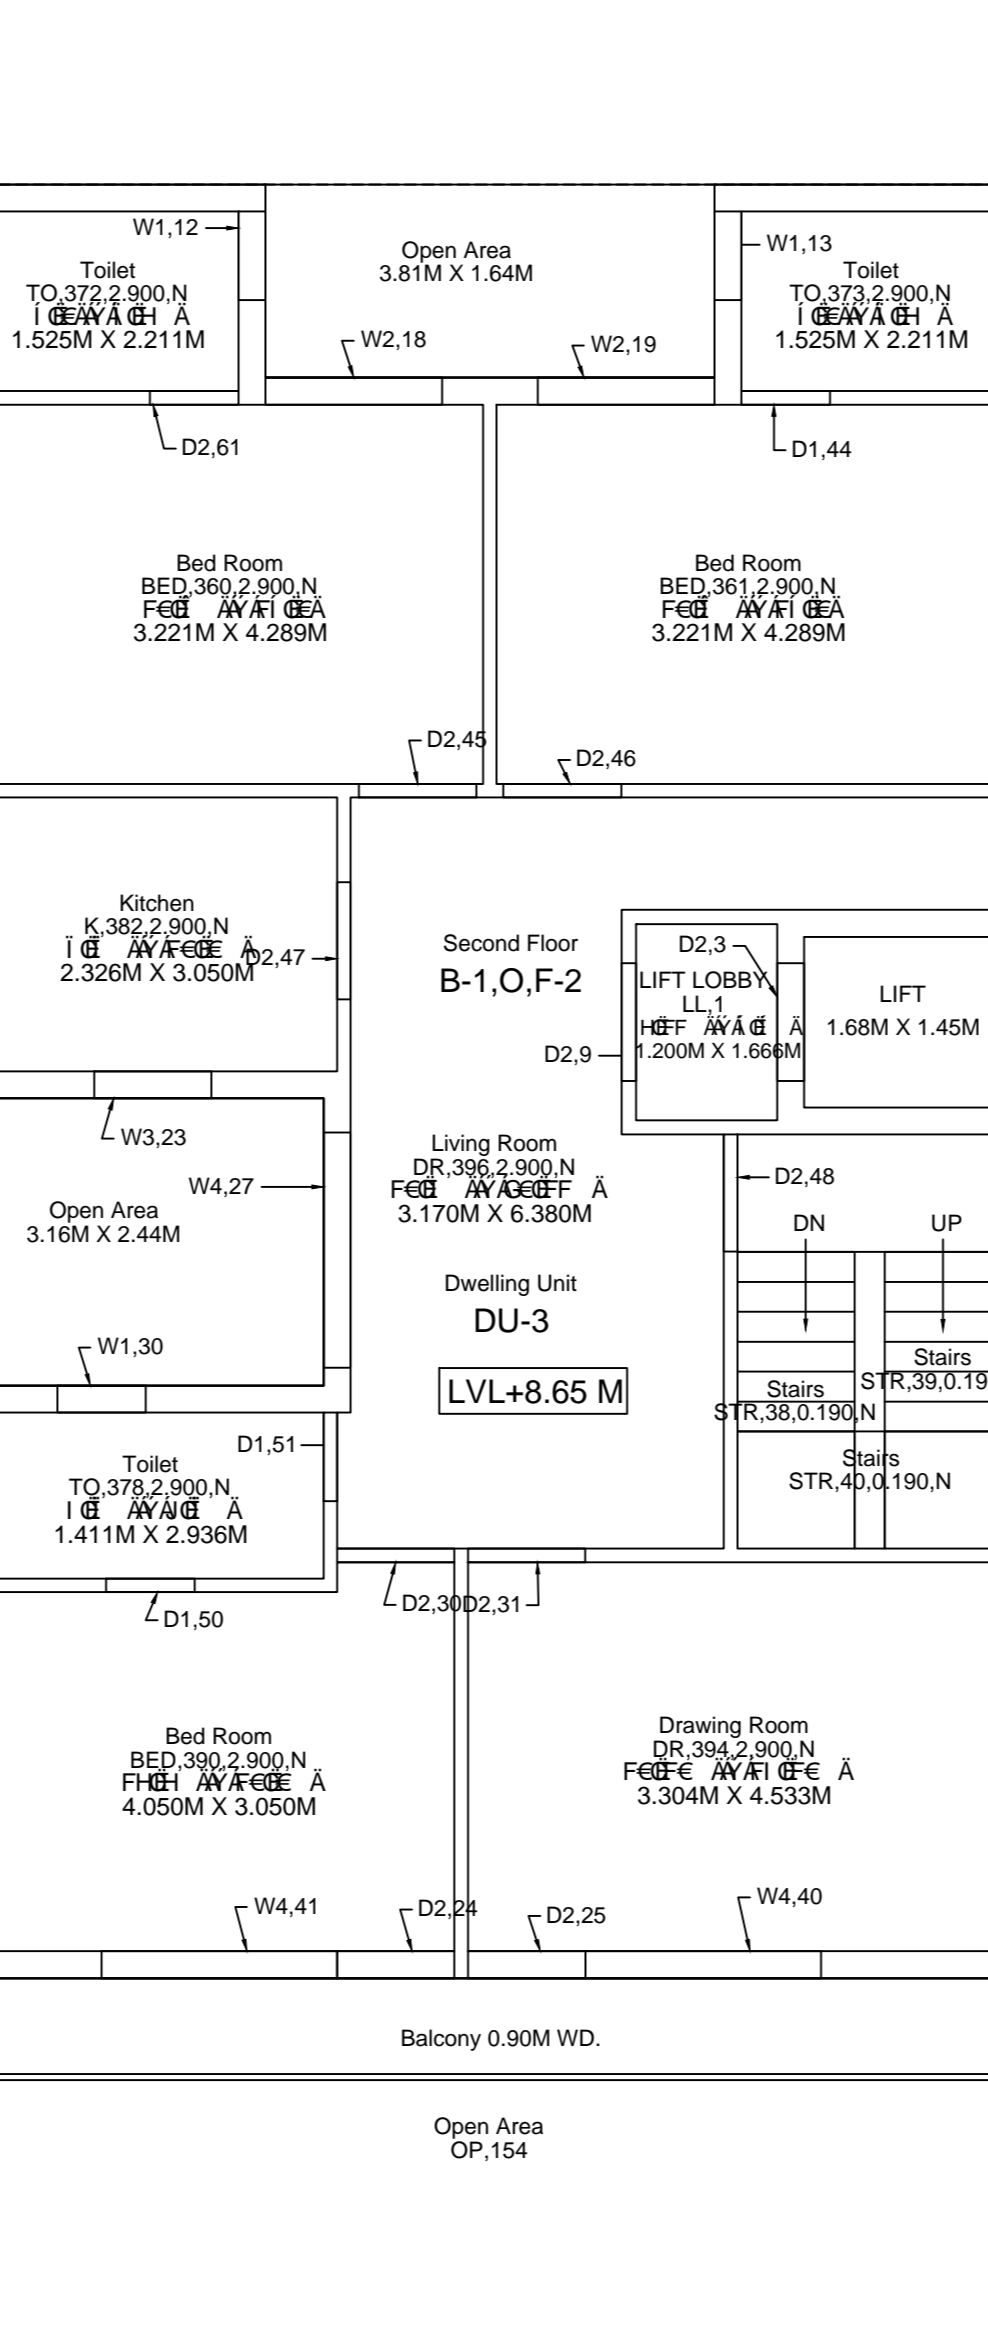 W1,12
Toilet
TO,372,2.900,N
1.525M X 2.211M
Open Area
3.81M X 1.64M
W1,13
Toilet
TO,373,2.900,N
1.525M X 2.211M
W2,18
W2,19
D2,61
D1,44
Bed Room
BED,360,2.900,N
3.221M X 4.289M
Bed Room
BED,361,2.900,N
3.221M X 4.289M
D2,45
D2,46
Kitchen
K,382,2.900,N
2.326M X 3.050M
D2,47
Second Floor
B-1,O,F-2
D2,3
LIFT LOBBY
LL,1
1.200M X 1.666M
LIFT
1.68M X 1.45M
D2,9
W3,23
Living Room
DR,396,2.900,N
3.170M X 6.380M
W4,27
D2,48
Open Area
3.16M X 2.44M
DN
UP
Dwelling Unit
DU-3
W1,30
LVL+8.65 M
Stairs
STR,39,0.19
Stairs
STR,38,0.190,N
Stairs
STR,40,0.190,N
D1,51
Toilet
TO,378,2.900,N
1.411M X 2.936M
D1,50
D2,30
D2,31
Bed Room
BED,390,2.900,N
4.050M X 3.050M
Drawing Room
DR,394,2.900,N
3.304M X 4.533M
W4,41
D2,24
D2,25
W4,40
Balcony 0.90M WD.
Open Area
OP,154